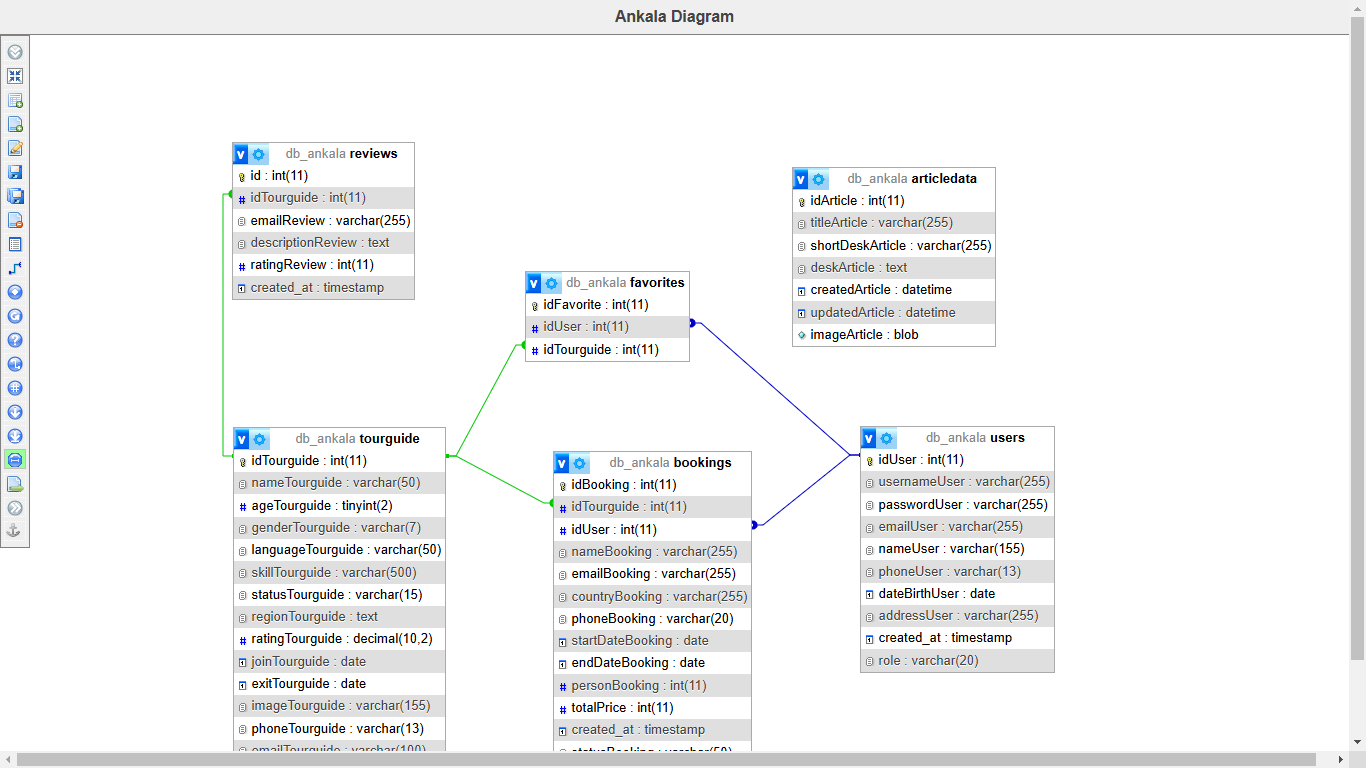 Ankala Diagram
db_ankala reviews
id : int(11)
idTourguide : int(11)
emailReview : varchar(255)
descriptionReview : text
ratingReview : int(11)
created_at : timestamp
db_ankala articledata
idArticle : int(11)
titleArticle : varchar(255)
shortDeskArticle : varchar(255)
deskArticle : text
createdArticle : datetime
updatedArticle : datetime
imageArticle : blob
db_ankala favorites
idFavorite : int(11)
idUser : int(11)
idTourguide : int(11)
db_ankala tourguide
idTourguide : int(11)
nameTourguide : varchar(50)
ageTourguide : tinyint(2)
genderTourguide : varchar(7)
languageTourguide : varchar(50)
skillTourguide : varchar(500)
statusTourguide : varchar(15)
regionTourguide : text
ratingTourguide : decimal(10,2)
joinTourguide : date
exitTourguide : date
imageTourguide : varchar(155)
phoneTourguide : varchar(13)
emailTourguide : varchar(100)
db_ankala bookings
idBooking : int(11)
idTourguide : int(11)
idUser : int(11)
nameBooking : varchar(255)
emailBooking : varchar(255)
countryBooking : varchar(255)
phoneBooking : varchar(20)
startDateBooking : date
endDateBooking : date
personBooking : int(11)
totalPrice : int(11)
created_at : timestamp
statusBooking : varchar(50)
db_ankala users
idUser : int(11)
usernameUser : varchar(255)
passwordUser : varchar(255)
emailUser : varchar(255)
nameUser : varchar(155)
phoneUser : varchar(13)
dateBirthUser : date
addressUser : varchar(255)
created_at : timestamp
role : varchar(20)